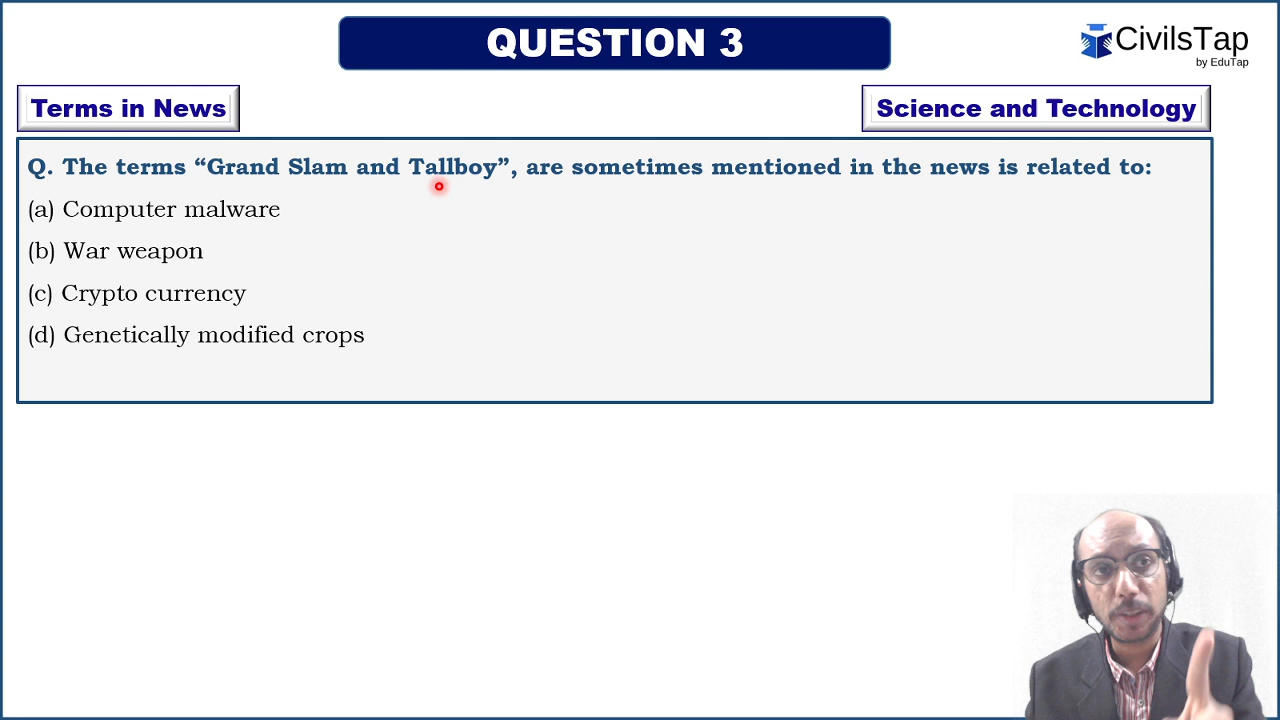 QUESTION 3
CivilsTap
by EduTap
Terms in News
Science and Technology
Q. The terms “Grand Slam and Tallboy”, are sometimes mentioned in the news is related to:
(a) Computer malware
(b) War weapon
(c) Crypto currency
(d) Genetically modified crops